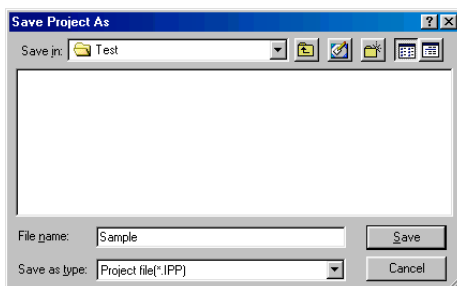 Save Project As
Save in: Test
File name: Sample Save
Save as type: Project file(*.IPP) Cancel